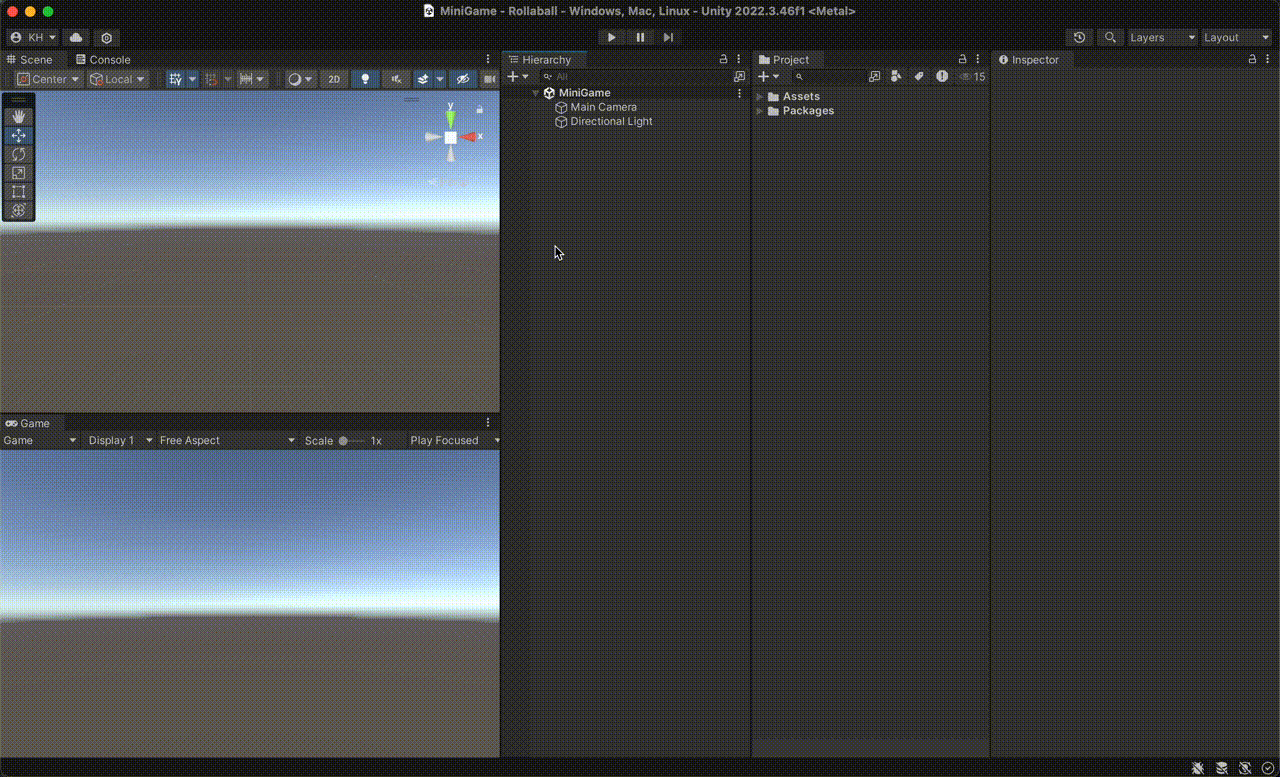 MiniGame - Rollaball - Windows, Mac, Linux - Unity 2022.3.46f1 <Metal>
KH
Layers
Layout
Scene
Console
Hierarchy
Project
Inspector
Center
Local
2D
All
15
MiniGame
Main Camera
Directional Light
Assets
Packages
y
x
Game
Game
Display 1
Free Aspect
Scale
1x
Play Focused